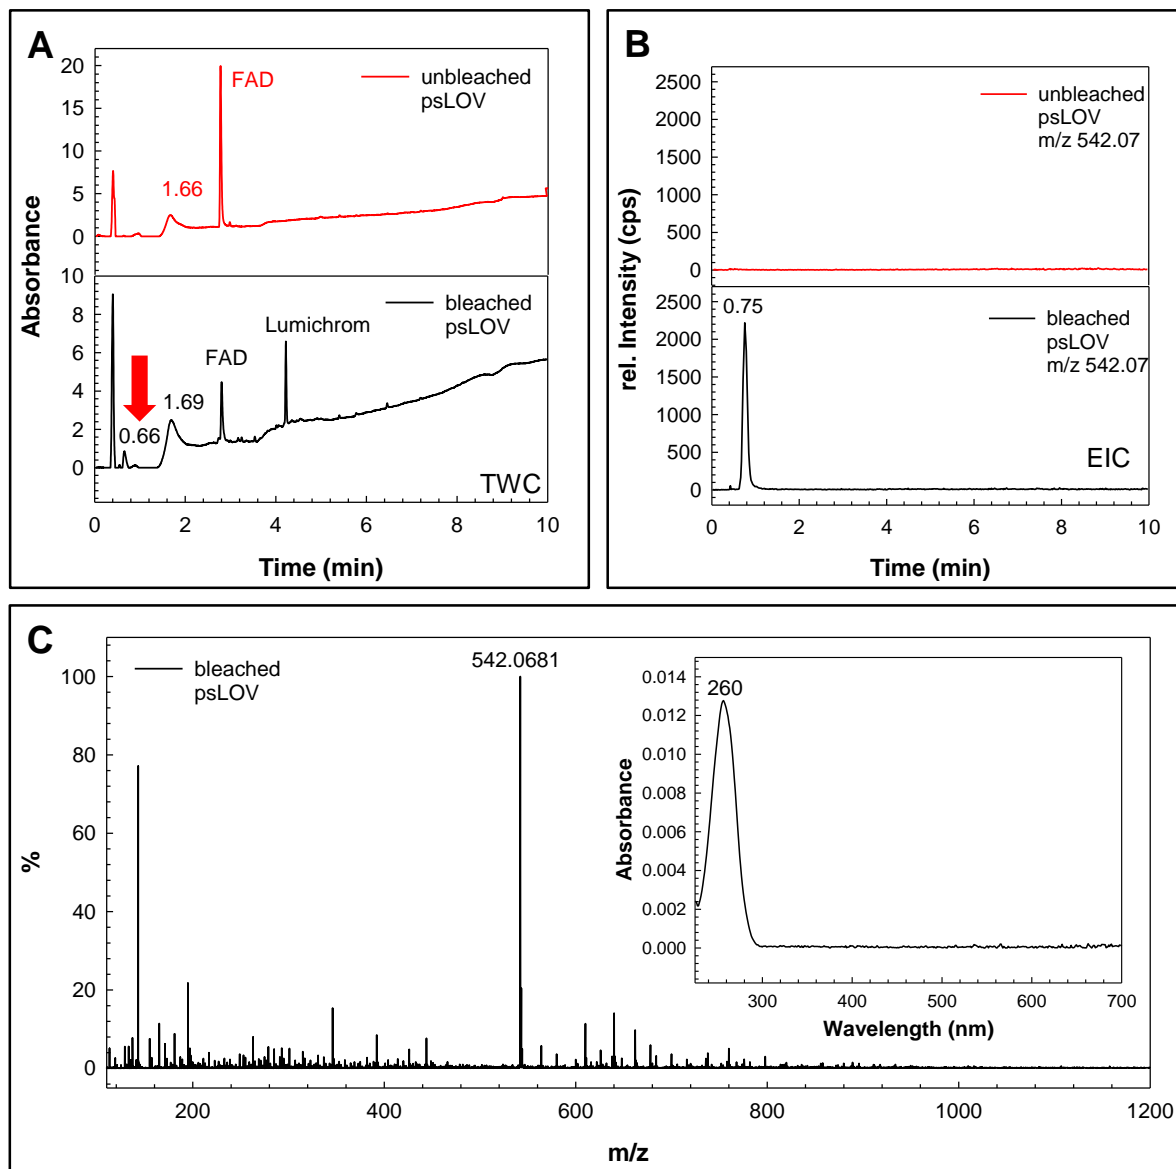 A
B
Absorbance
20
15
10
5
0
FAD
1.66
unbleached
psLOV
10
8
6
4
2
0
0.66
1.69
FAD
Lumichrom
bleached
psLOV
TWC
0 2 4 6 8 10
Time (min)
rel. Intensity (cps)
2500
2000
1500
1000
500
0
unbleached
psLOV
m/z 542.07
2500
2000
1500
1000
500
0
0.75
bleached
psLOV
m/z 542.07
EIC
0 2 4 6 8 10
Time (min)
C
%
100
80
60
40
20
0
bleached
psLOV
542.0681
200 400 600 800 1000 1200
m/z
Absorbance
0.014
0.012
0.010
0.008
0.006
0.004
0.002
0.000
260
300 400 500 600 700
Wavelength (nm)